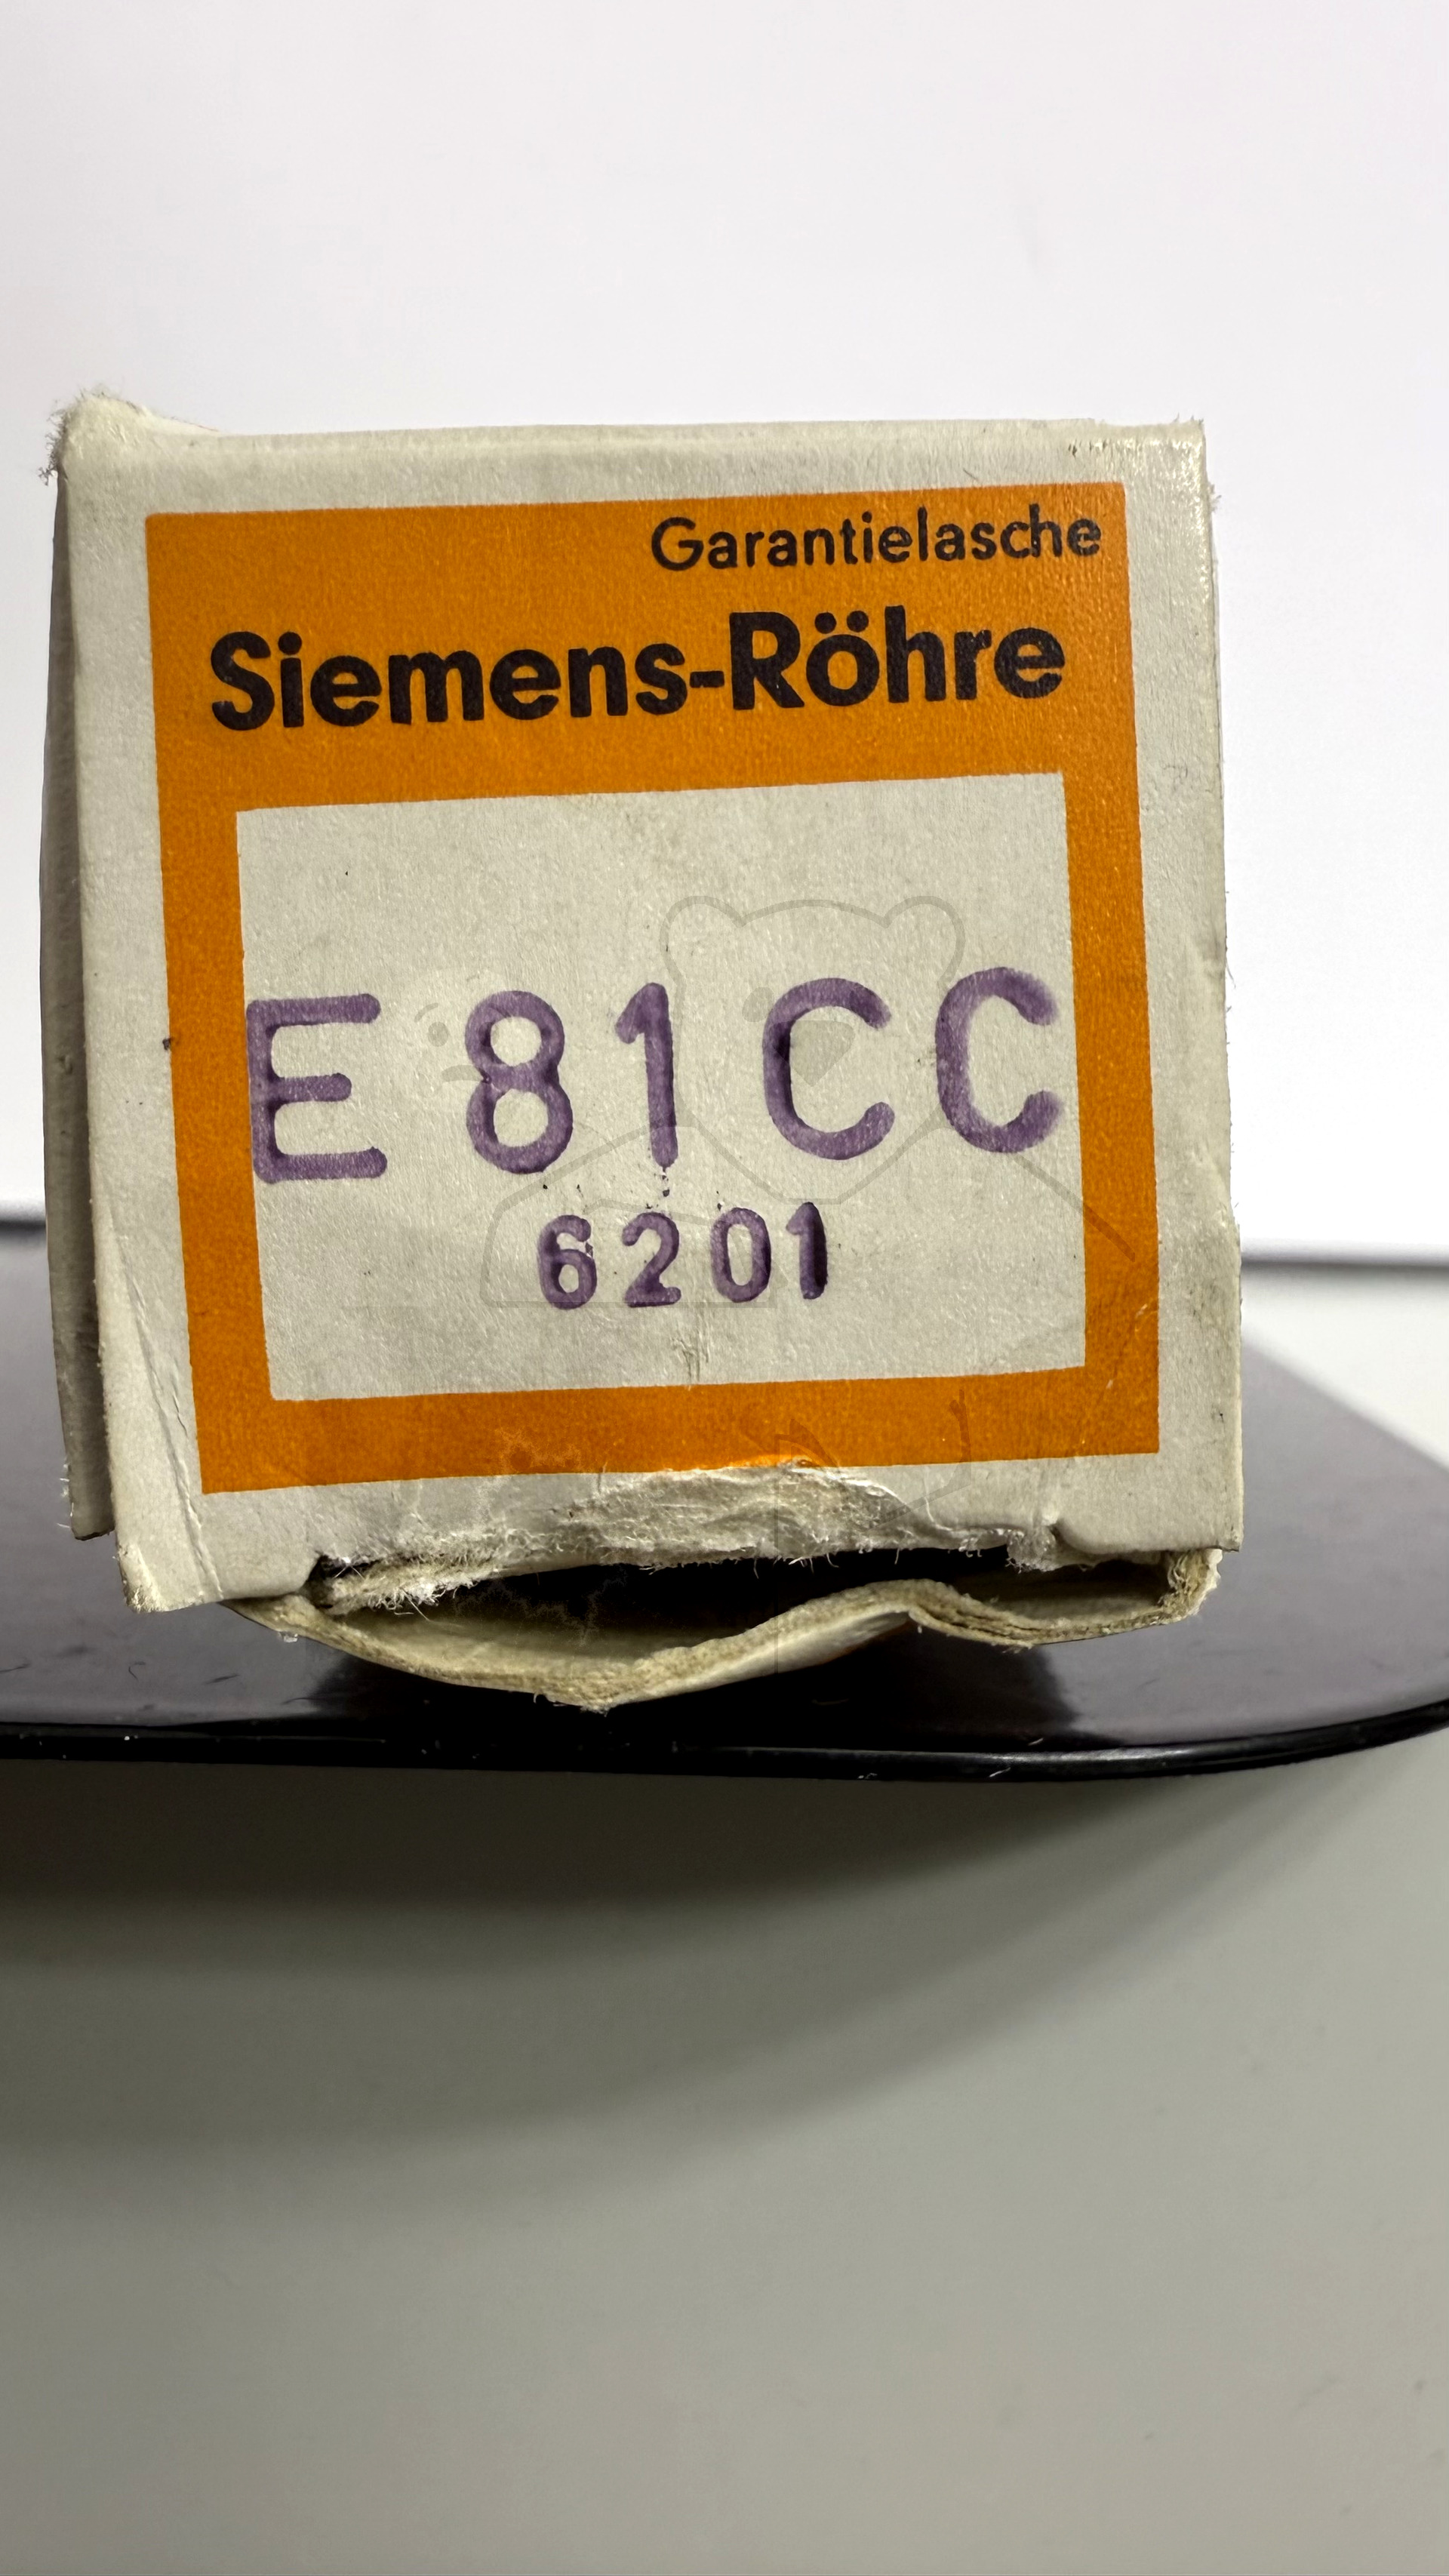 Garantielasche
Siemens-Röhre
E 81 CC
6201